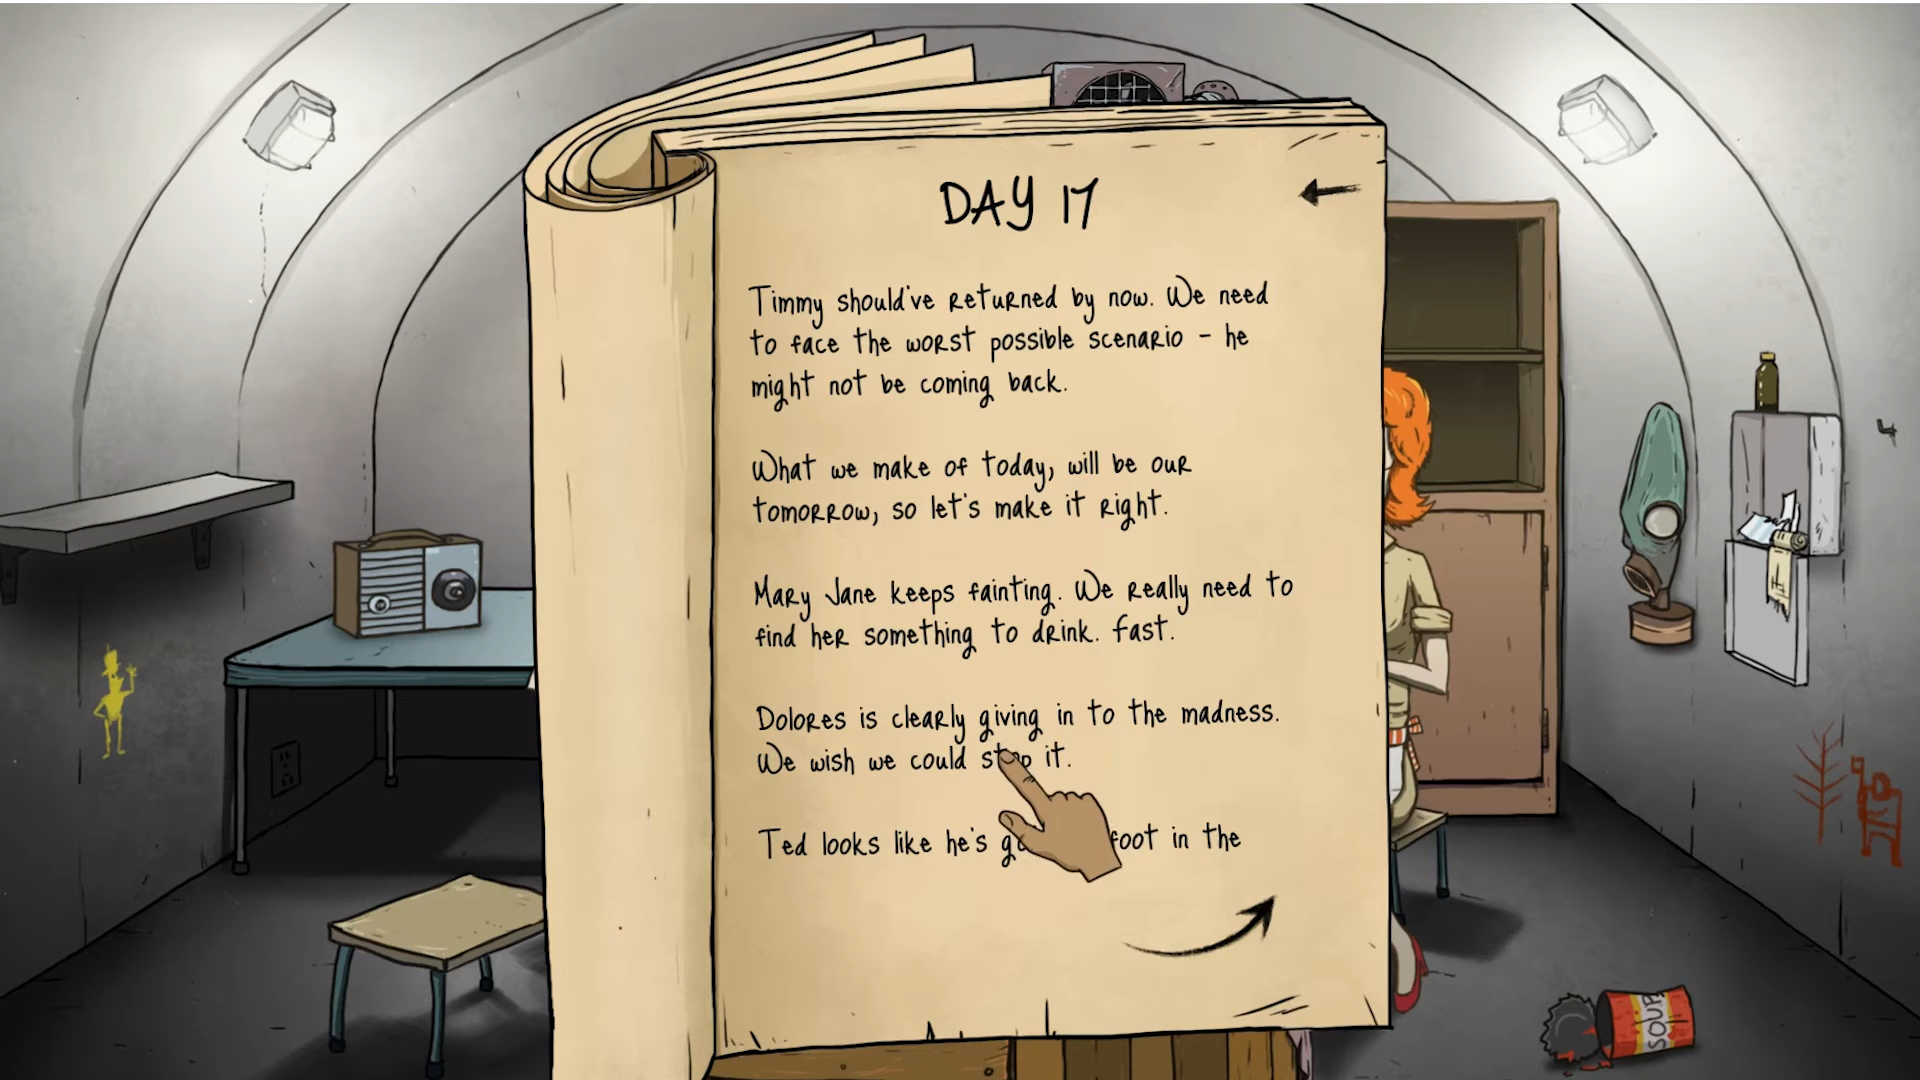 DAY 17
Timmy should've returned by now. We need
to face the worst possible scenario - he
might not be coming back.
What we make of today, will be our
tomorrow, so let's make it right.
Mary Jane keeps fainting. We really need to
find her something to drink. fast.
Dolores is clearly giving in to the madness.
We wish we could stop it.
Ted looks like he's foot in the
SOUP